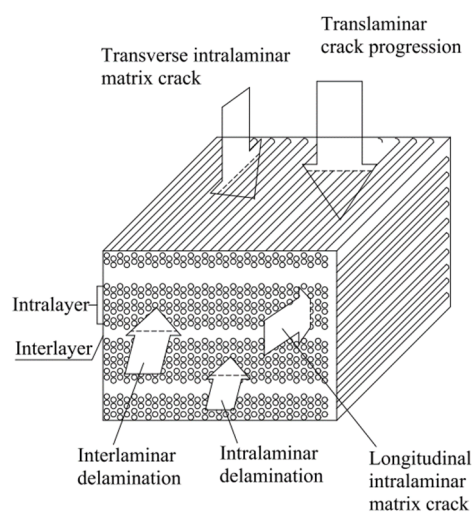 Transverse intralaminar
matrix crack
Translaminar
crack progression
Intralayer
Interlayer
Interlaminar
delamination
Intralaminar
delamination
Longitudinal
intralaminar
matrix crack